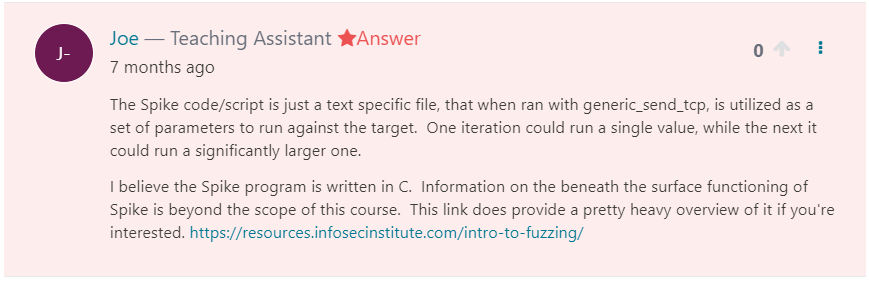 J-
Joe — Teaching Assistant ★Answer
7 months ago
0
The Spike code/script is just a text specific file, that when ran with generic_send_tcp, is utilized as a
set of parameters to run against the target.  One iteration could run a single value, while the next it
could run a significantly larger one.
I believe the Spike program is written in C.  Information on the beneath the surface functioning of
Spike is beyond the scope of this course.  This link does provide a pretty heavy overview of it if you're
interested. https://resources.infosecinstitute.com/intro-to-fuzzing/